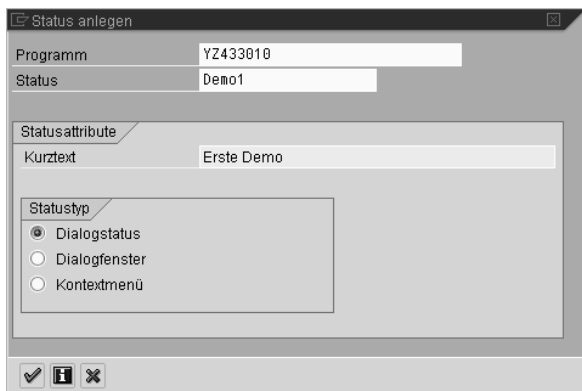 Status anlegen
Programm YZ433010
Status Demo1
Statusattribute
Kurztext Erste Demo
Statustyp
Dialogstatus
Dialogfenster
Kontextmenü